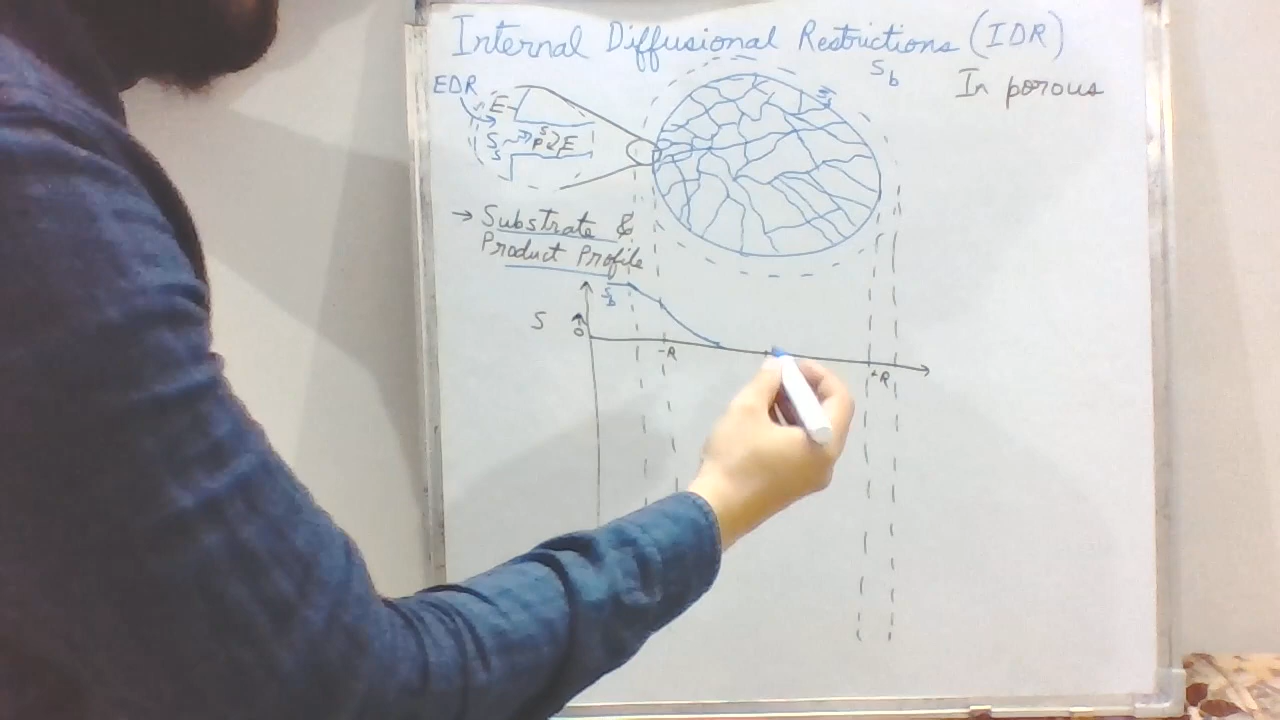 Internal Diffusional Restrictions (IDR)
Sb
In porous
EDR
E
S
P
E
S
S
→ Substrate &
Product Profile
Sb
S
0
-R
+R